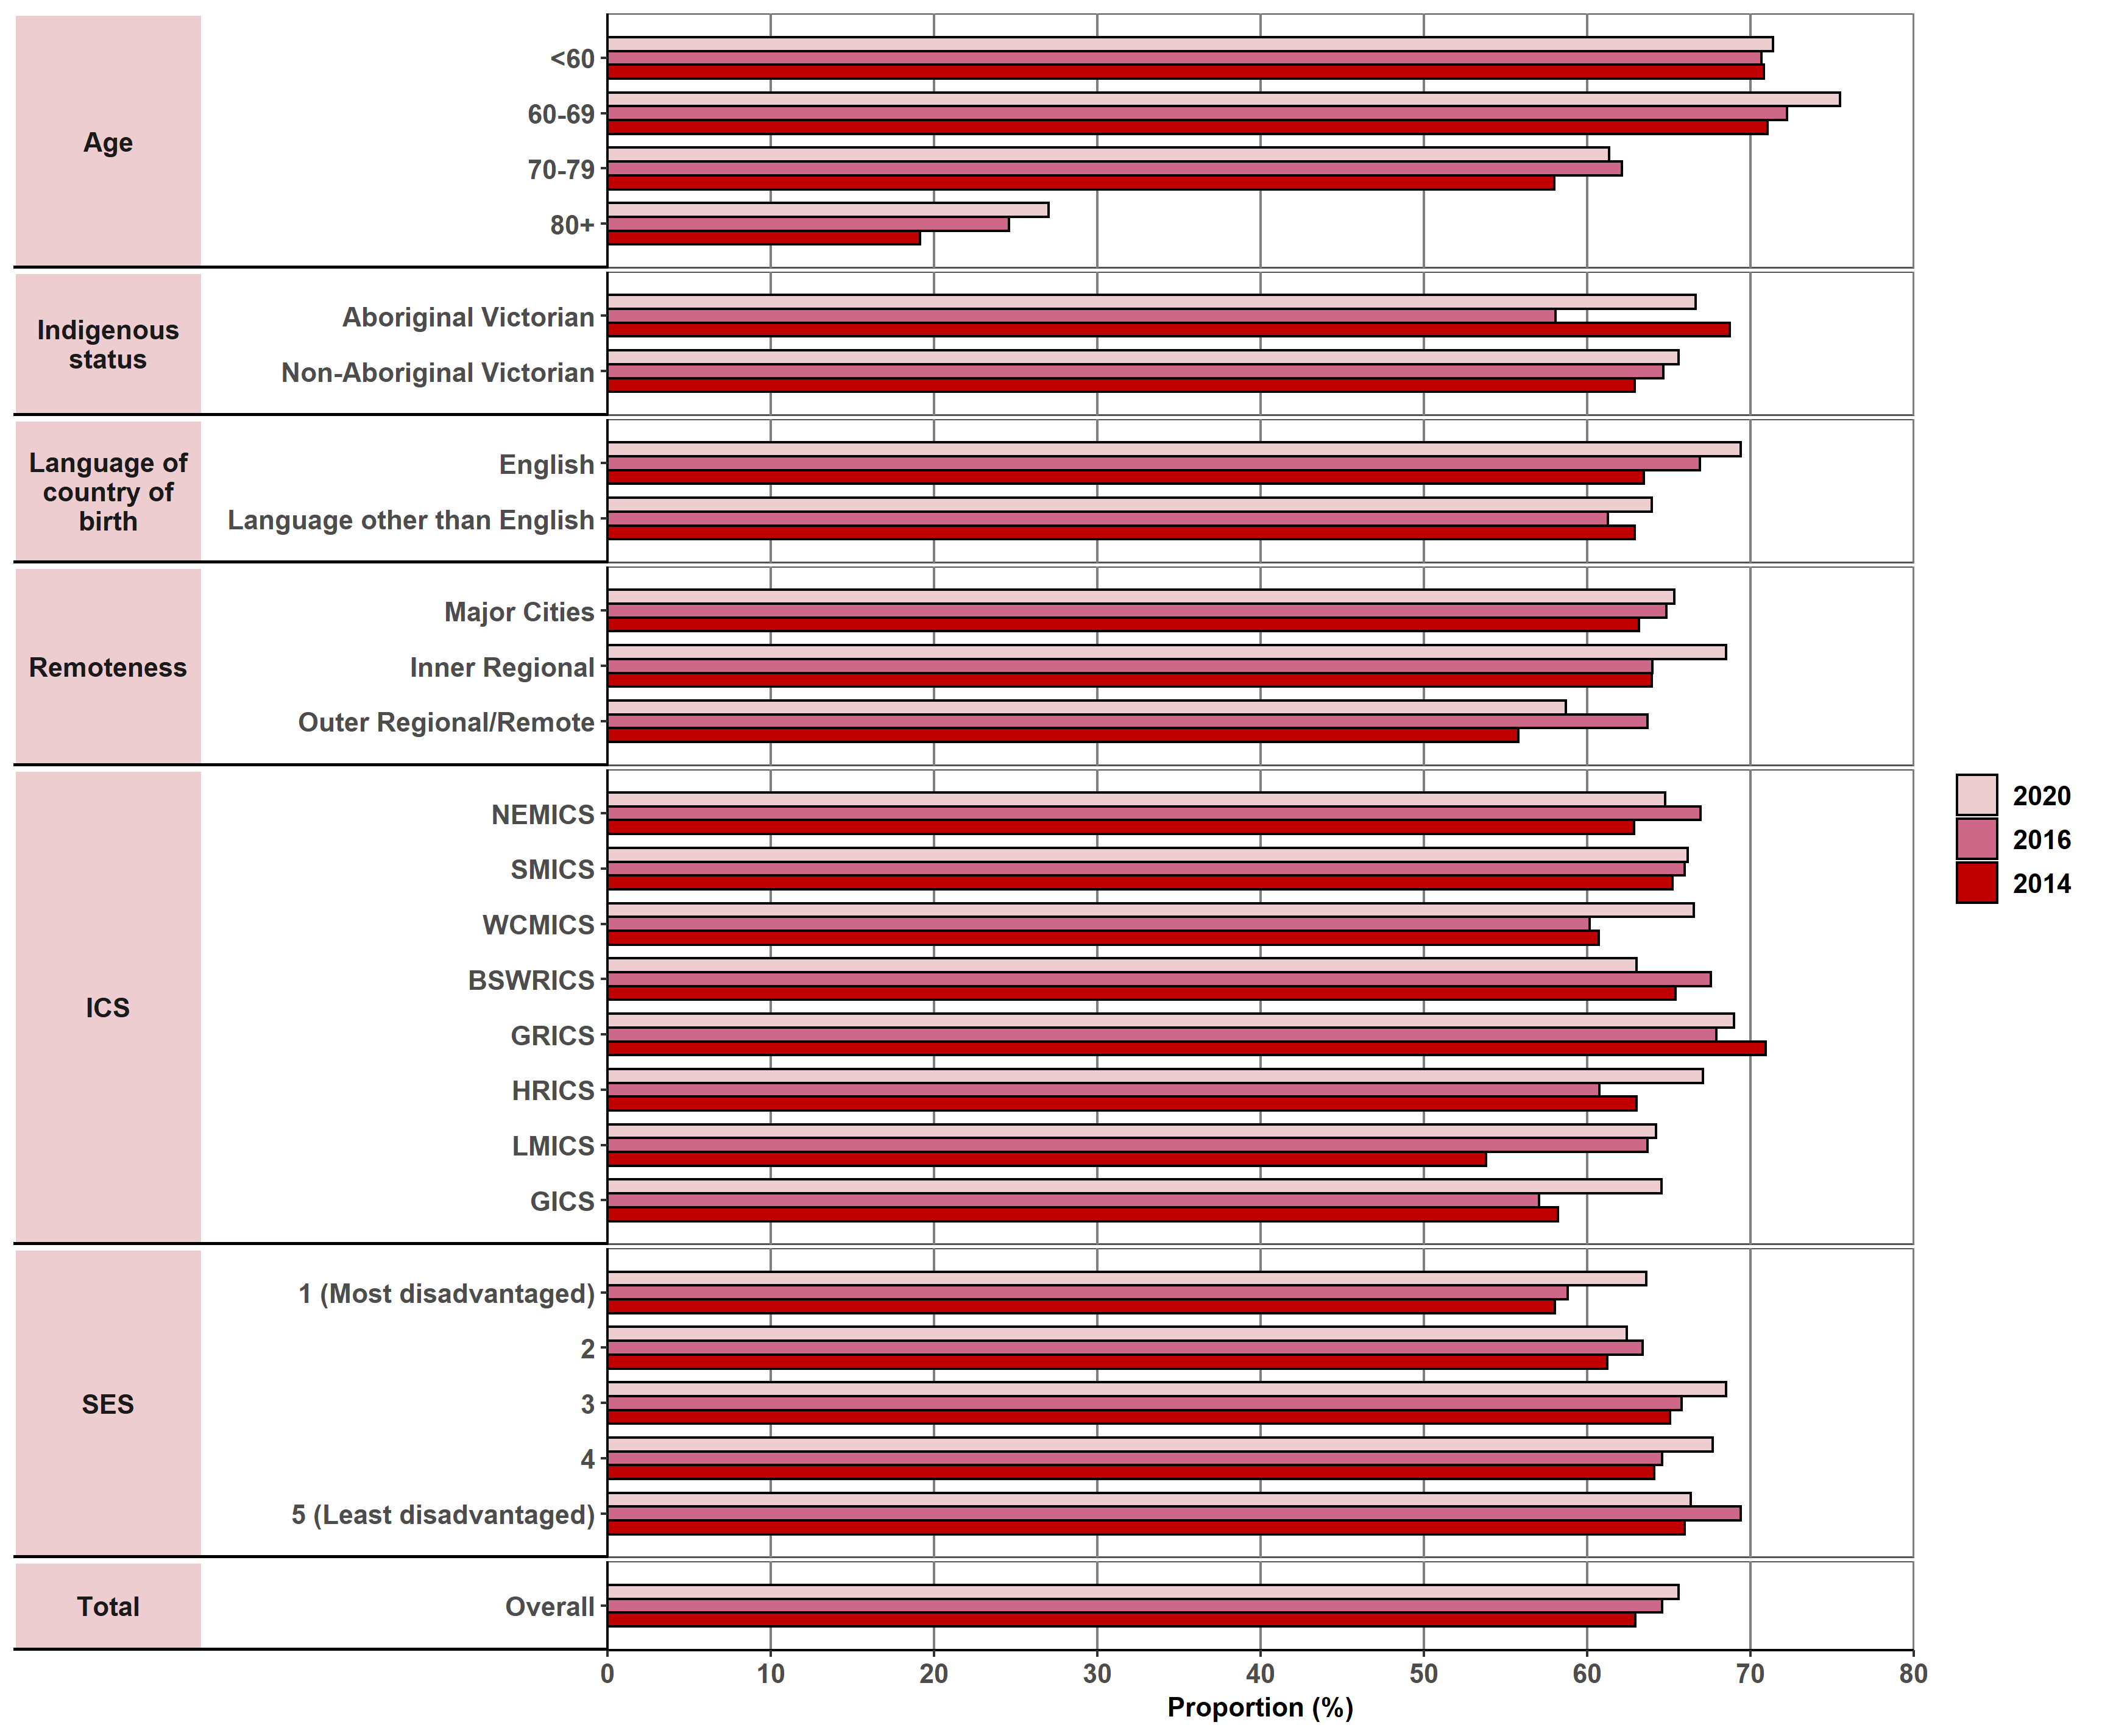 Age
<60
60-69
70-79
80+
Indigenous
status
Aboriginal Victorian
Non-Aboriginal Victorian
Language of
country of
birth
English
Language other than English
Remoteness
Major Cities
Inner Regional
Outer Regional/Remote
ICS
NEMICS
SMICS
WCMICS
BSWRICS
GRICS
HRICS
LMICS
GICS
SES
1 (Most disadvantaged)
2
3
4
5 (Least disadvantaged)
Total
Overall
0 10 20 30 40 50 60 70 80
Proportion (%)
2020
2016
2014